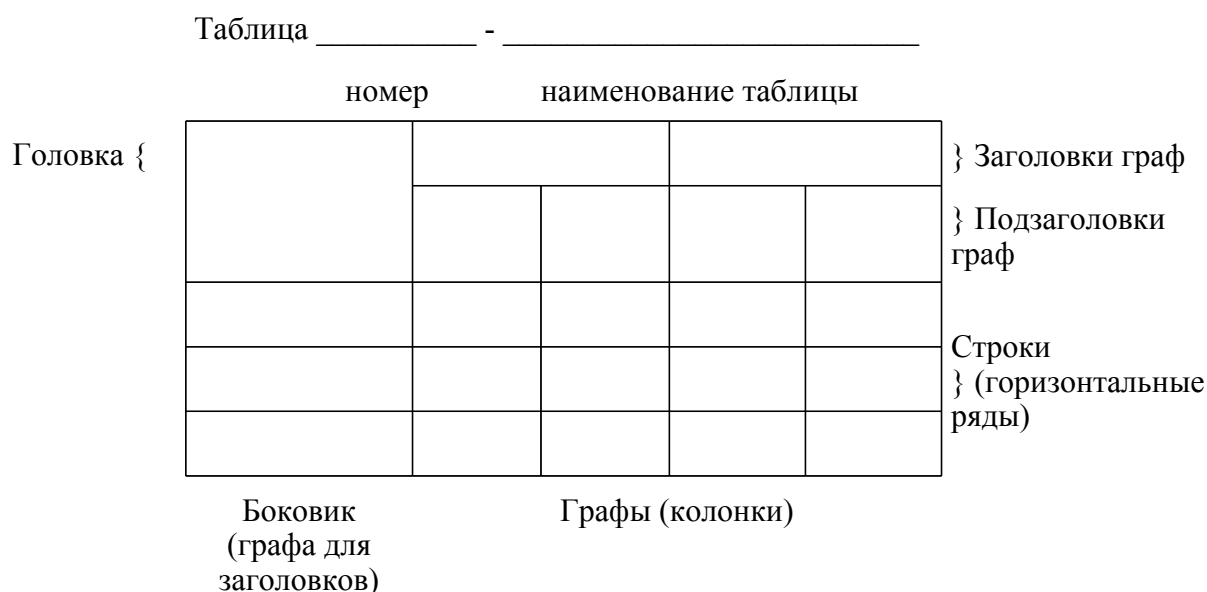 Таблица __________ - __________________________
номер наименование таблицы
Головка {
} Заголовки граф
} Подзаголовки
граф
Строки
} (горизонтальные
ряды)
Боковик Графы (колонки)
(графа для
заголовков)